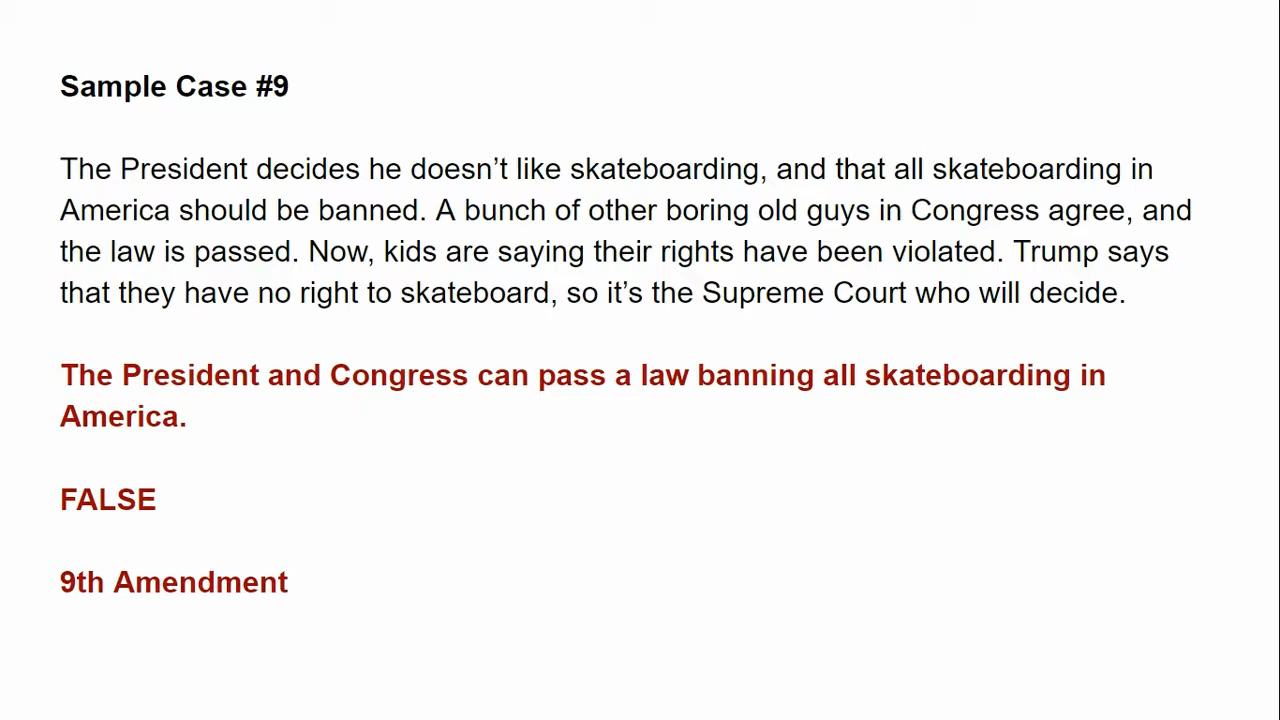 Sample Case #9
The President decides he doesn’t like skateboarding, and that all skateboarding in
America should be banned. A bunch of other boring old guys in Congress agree, and
the law is passed. Now, kids are saying their rights have been violated. Trump says
that they have no right to skateboard, so it’s the Supreme Court who will decide.
The President and Congress can pass a law banning all skateboarding in
America.
FALSE
9th Amendment